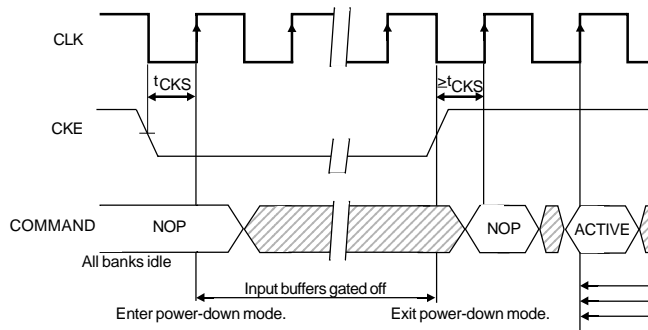 CLK
tCKS
≥tCKS
CKE
COMMAND
NOP
NOP
ACTIVE
All banks idle
Input buffers gated off
Enter power-down mode.
Exit power-down mode.